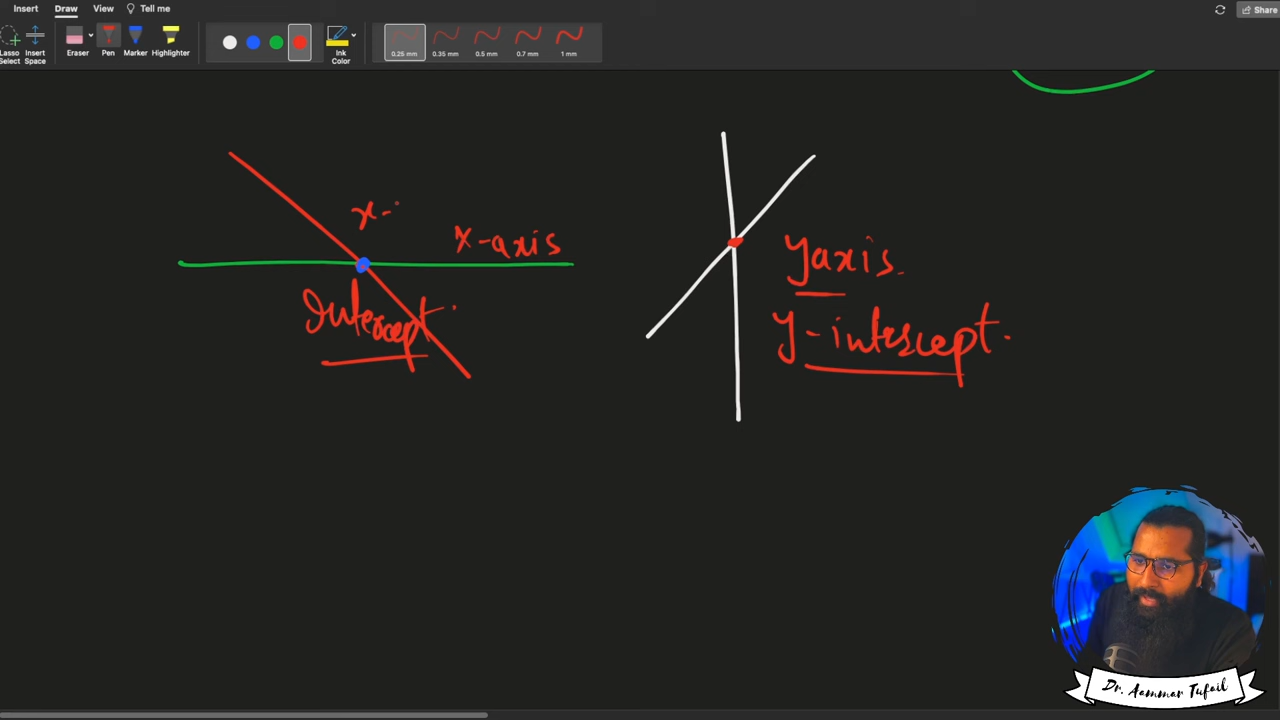 Insert Draw View Tell me
Share
Lasso Select
Insert Space
Eraser
Pen
Marker
Highlighter
Ink Color
0.25 mm
0.35 mm
0.5 mm
0.7 mm
1 mm
x-
X-axis
Intercept.
yaxis.
y-intercept.
Dr. Aammar Tufail